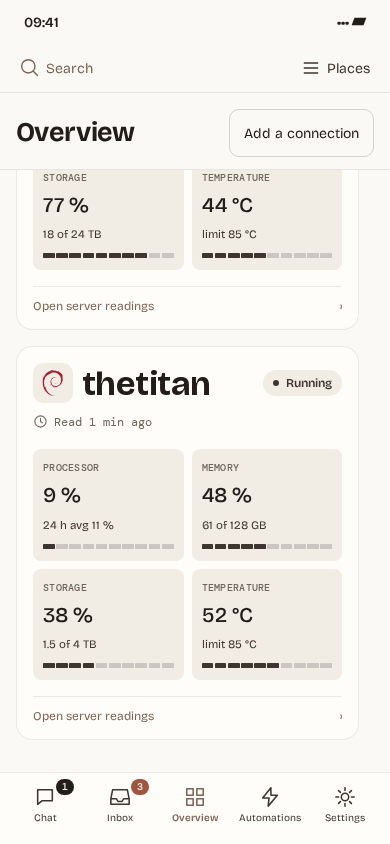 09:41
Search
Places
Overview
Add a connection
STORAGE
77 %
18 of 24 TB
TEMPERATURE
44 °C
limit 85 °C
Open server readings ›
thetitan
Running
Read 1 min ago
PROCESSOR
9 %
24 h avg 11 %
MEMORY
48 %
61 of 128 GB
STORAGE
38 %
1.5 of 4 TB
TEMPERATURE
52 °C
limit 85 °C
Open server readings ›
1
Chat
3
Inbox
Overview
Automations
Settings